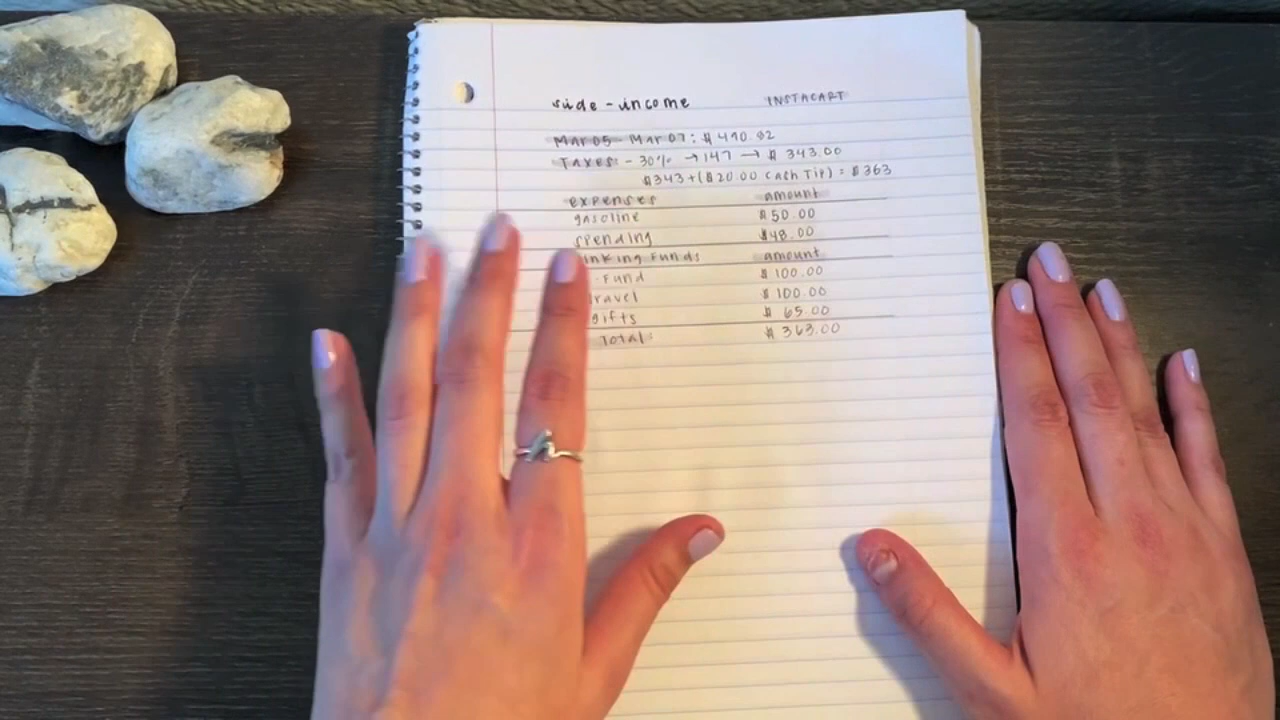 side-income INSTACART
Mar 05 - Mar 07: $ 490.82
TAXES: - 30% → 147 → $ 343.00
$343+($20.00 Cash Tip) = $363
expenses amount
gasoline $50.00
spending $48.00
inking Funds amount
-Fund $100.00
travel $100.00
gifts $65.00
Total: $363.00